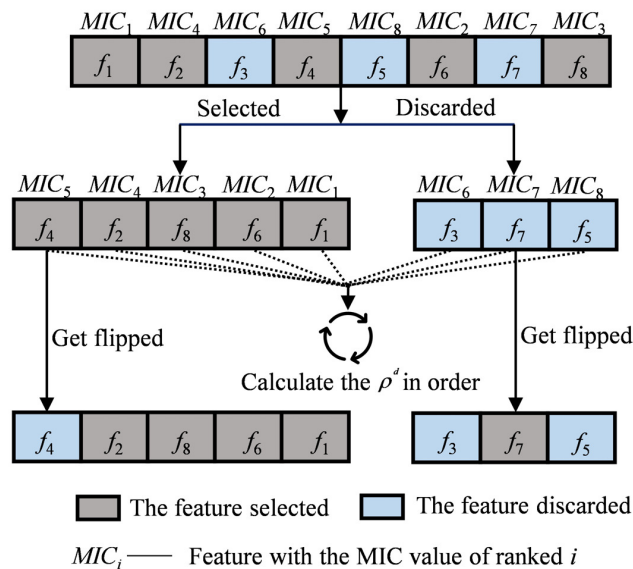 MIC₁ MIC₄ MIC₆ MIC₅ MIC₈ MIC₂ MIC₇ MIC₃
f₁ f₂ f₃ f₄ f₅ f₆ f₇ f₈
Selected Discarded
MIC₅ MIC₄ MIC₃ MIC₂ MIC₁ MIC₆ MIC₇ MIC₈
f₄ f₂ f₈ f₆ f₁ f₃ f₇ f₅
Get flipped Get flipped
Calculate the ρᵈ in order
f₄ f₂ f₈ f₆ f₁ f₃ f₇ f₅
The feature selected The feature discarded
MICᵢ — Feature with the MIC value of ranked i